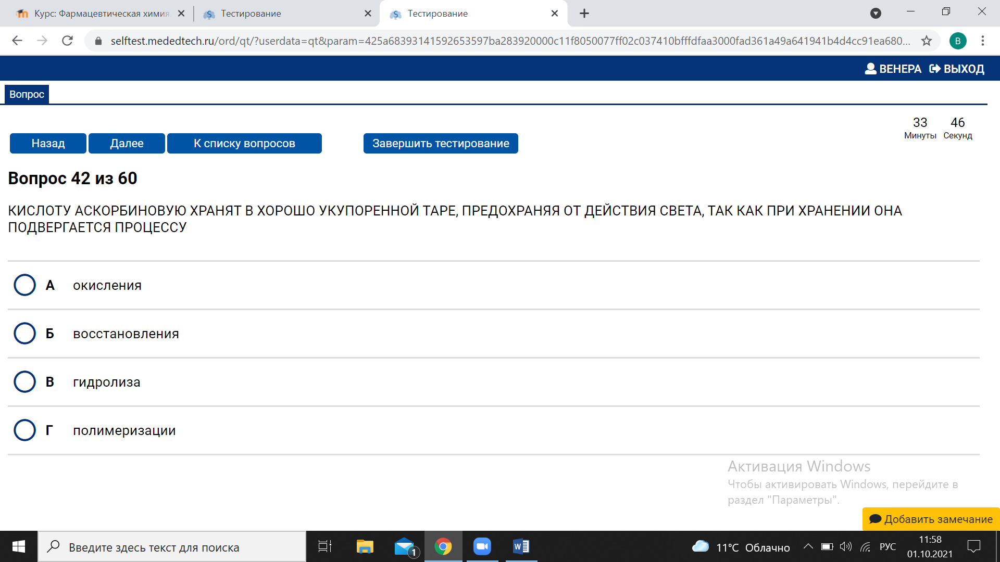 Курс: Фармацевтическая химия
Тестирование
Тестирование
selftest.mededtech.ru/ord/qt/?userdata=qt&param=425a68393141592653597ba283920000c11f8050077ff02c037410bfffdfaa3000fad361a49a641941b4d4cc91ea680...
B
ВЕНЕРА
ВЫХОД
Вопрос
33
Минуты
46
Секунд
Назад
Далее
К списку вопросов
Завершить тестирование
Вопрос 42 из 60
КИСЛОТУ АСКОРБИНОВУЮ ХРАНЯТ В ХОРОШО УКУПОРЕННОЙ ТАРЕ, ПРЕДОХРАНЯЯ ОТ ДЕЙСТВИЯ СВЕТА, ТАК КАК ПРИ ХРАНЕНИИ ОНА
ПОДВЕРГАЕТСЯ ПРОЦЕССУ
А окисления
Б восстановления
В гидролиза
Г полимеризации
Активация Windows
Чтобы активировать Windows, перейдите в
раздел "Параметры".
Добавить замечание
Введите здесь текст для поиска
1
11°C Облачно
РУС
11:58
01.10.2021